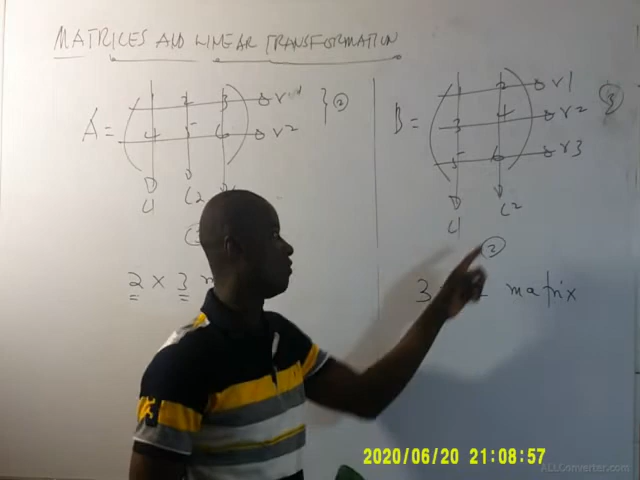 MATRICES AND LINEAR TRANSFORMATION
A = 1 2 3 r1 } 2
4 5 6 r2
C1 C2
2 x 3
B = 1 2 r1 3
3 4 r2
5 6 r3
C1 C2
2
3 matrix
2020/06/20 21:08:57
ALLConverter.com